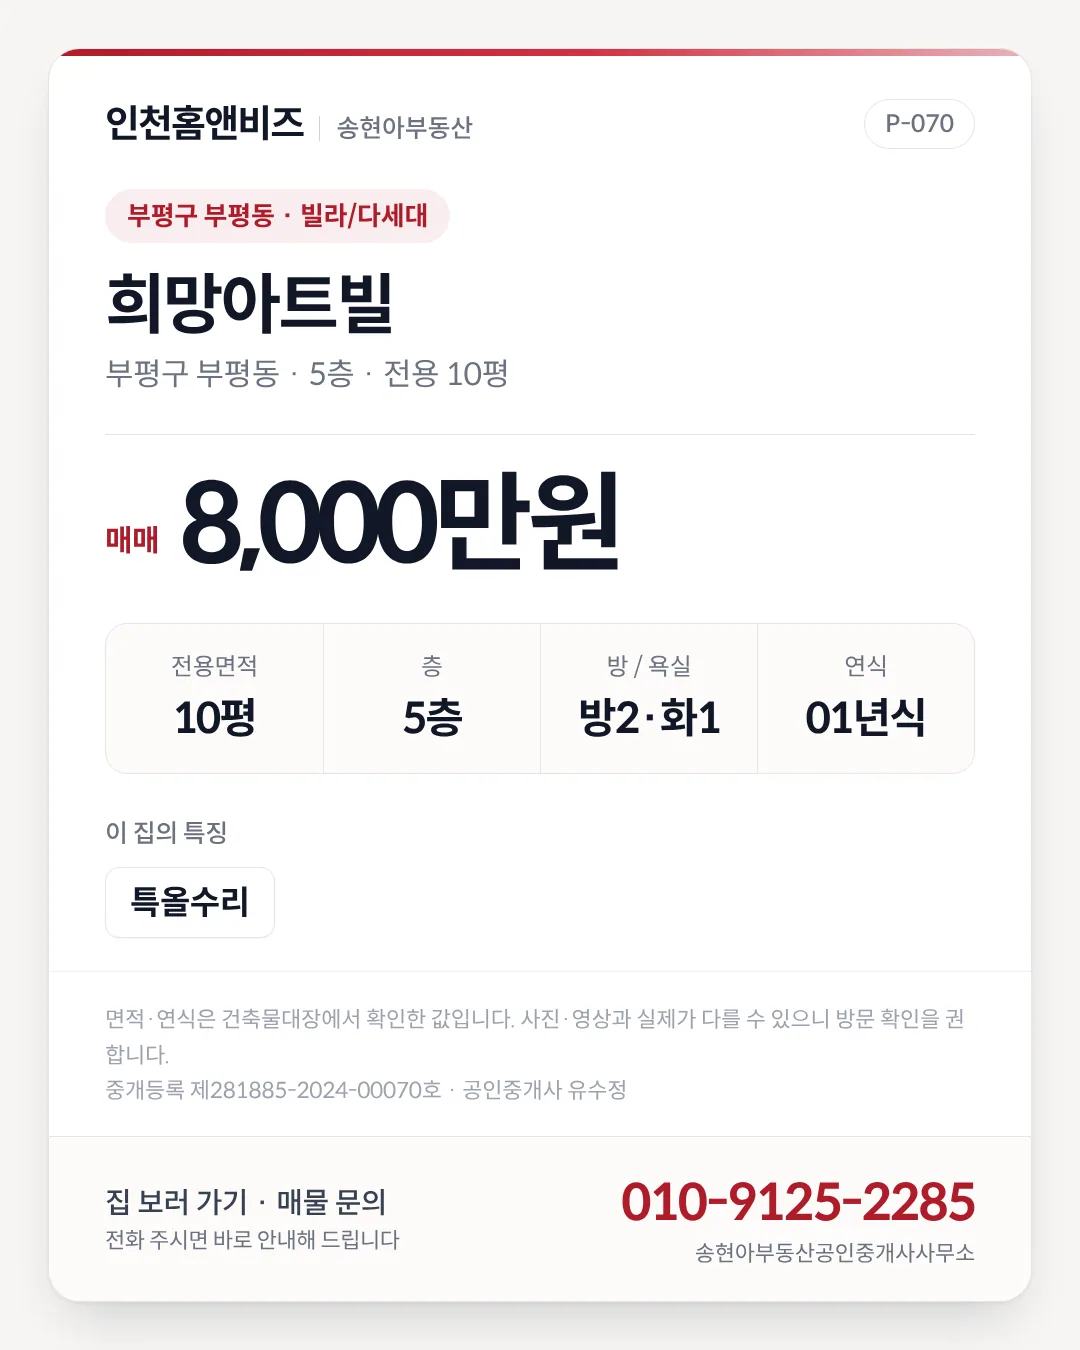 인천홈앤비즈 | 송현아부동산
P-070
부평구 부평동 · 빌라/다세대
희망아트빌
부평구 부평동 · 5층 · 전용 10평
매매 8,000만원
전용면적 층 방 / 욕실 연식
10평 5층 방2·화1 01년식
이 집의 특징
특올수리
면적·연식은 건축물대장에서 확인한 값입니다. 사진·영상과 실제가 다를 수 있으니 방문 확인을 권
합니다.
중개등록 제281885-2024-00070호 · 공인중개사 유수정
집 보러 가기 · 매물 문의
전화 주시면 바로 안내해 드립니다
010-9125-2285
송현아부동산공인중개사사무소